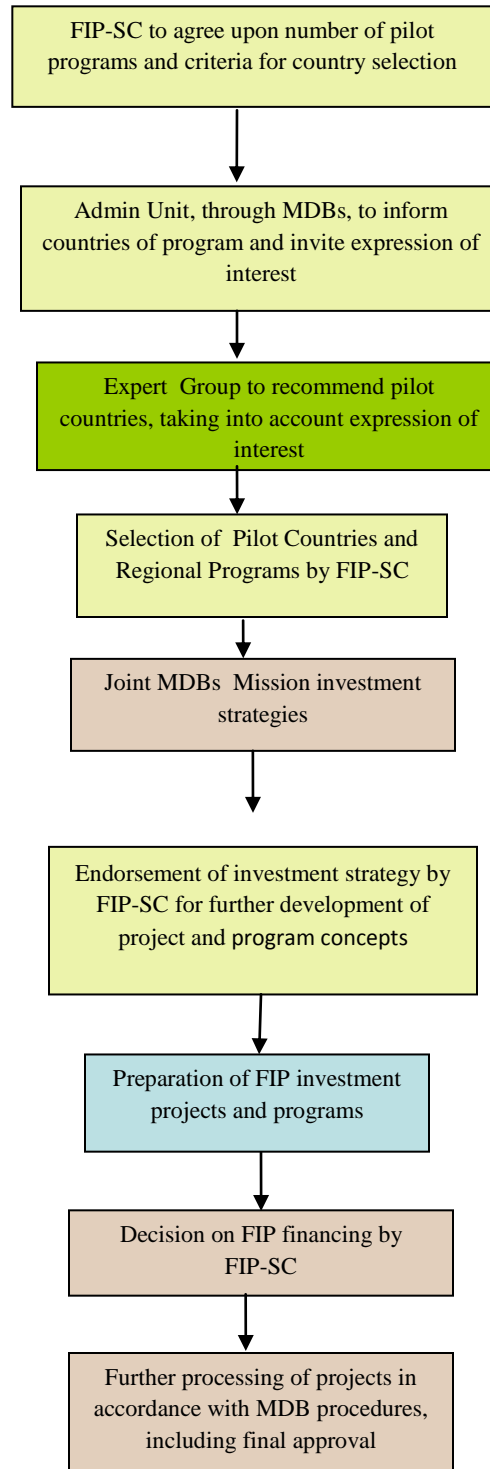 FIP-SC to agree upon number of pilot
programs and criteria for country selection
Admin Unit, through MDBs, to inform
countries of program and invite expression of
interest
Expert Group to recommend pilot
countries, taking into account expression of
interest
Selection of Pilot Countries and
Regional Programs by FIP-SC
Joint MDBs Mission investment
strategies
Endorsement of investment strategy by
FIP-SC for further development of
project and program concepts
Preparation of FIP investment
projects and programs
Decision on FIP financing by
FIP-SC
Further processing of projects in
accordance with MDB procedures,
including final approval